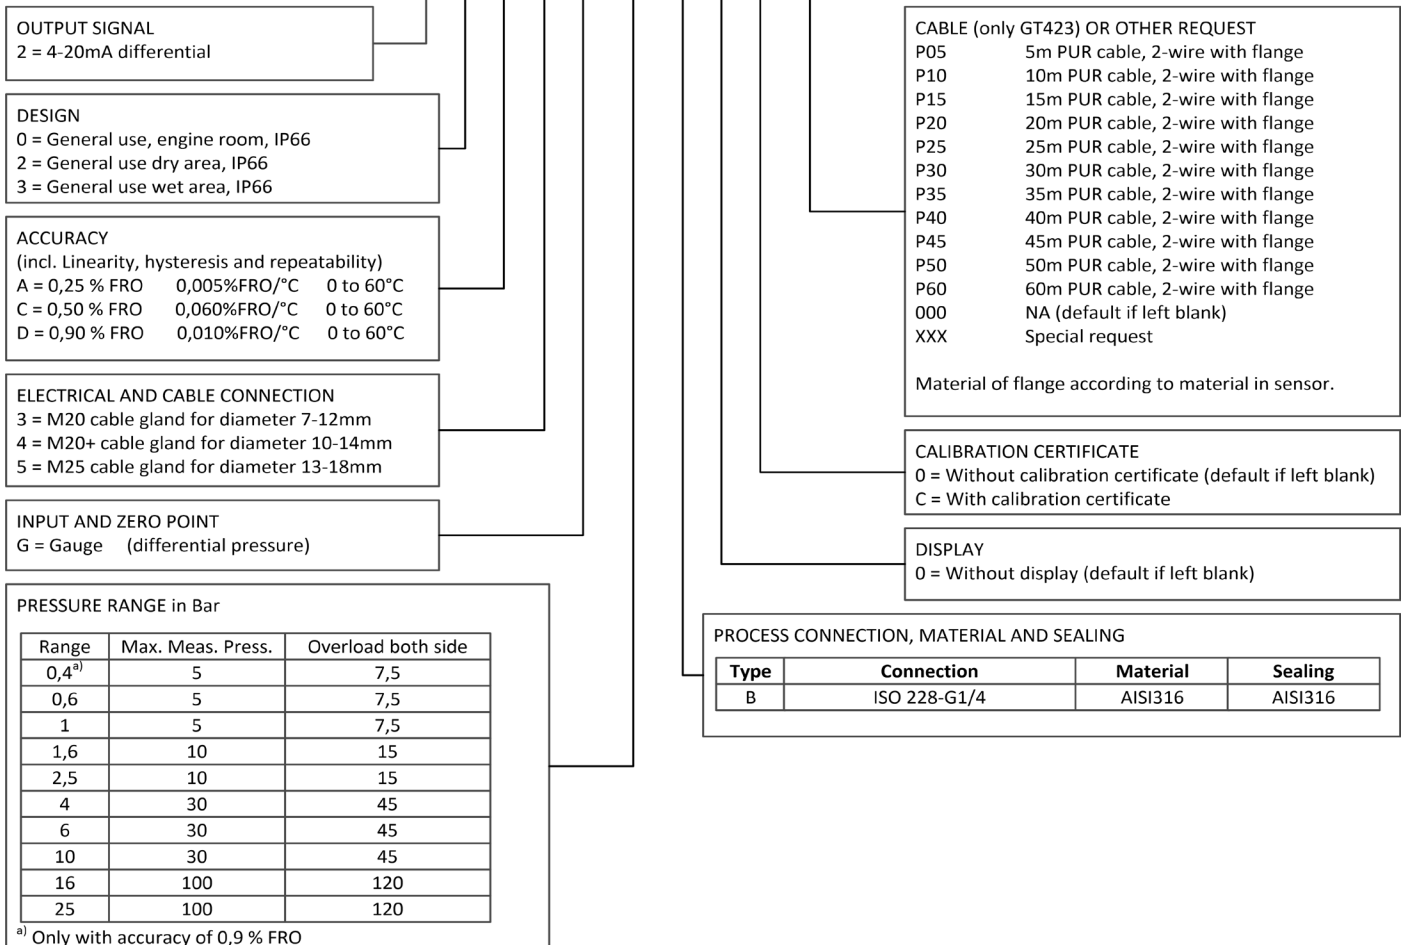 OUTPUT SIGNAL
2 = 4-20mA differential
DESIGN
0 = General use, engine room, IP66
2 = General use dry area, IP66
3 = General use wet area, IP66
ACCURACY
(incl. Linearity, hysteresis and repeatability)
A = 0,25 % FRO 0,005%FRO/°C 0 to 60°C
C = 0,50 % FRO 0,060%FRO/°C 0 to 60°C
D = 0,90 % FRO 0,010%FRO/°C 0 to 60°C
ELECTRICAL AND CABLE CONNECTION
3 = M20 cable gland for diameter 7-12mm
4 = M20+ cable gland for diameter 10-14mm
5 = M25 cable gland for diameter 13-18mm
INPUT AND ZERO POINT
G = Gauge (differential pressure)
PRESSURE RANGE in Bar
Range Max. Meas. Press. Overload both side
0,4a) 5 7,5
0,6 5 7,5
1 5 7,5
1,6 10 15
2,5 10 15
4 30 45
6 30 45
10 30 45
16 100 120
25 100 120
a) Only with accuracy of 0,9 % FRO
CABLE (only GT423) OR OTHER REQUEST
P05 5m PUR cable, 2-wire with flange
P10 10m PUR cable, 2-wire with flange
P15 15m PUR cable, 2-wire with flange
P20 20m PUR cable, 2-wire with flange
P25 25m PUR cable, 2-wire with flange
P30 30m PUR cable, 2-wire with flange
P35 35m PUR cable, 2-wire with flange
P40 40m PUR cable, 2-wire with flange
P45 45m PUR cable, 2-wire with flange
P50 50m PUR cable, 2-wire with flange
P60 60m PUR cable, 2-wire with flange
000 NA (default if left blank)
XXX Special request
Material of flange according to material in sensor.
CALIBRATION CERTIFICATE
0 = Without calibration certificate (default if left blank)
C = With calibration certificate
DISPLAY
0 = Without display (default if left blank)
PROCESS CONNECTION, MATERIAL AND SEALING
Type Connection Material Sealing
B ISO 228-G1/4 AISI316 AISI316